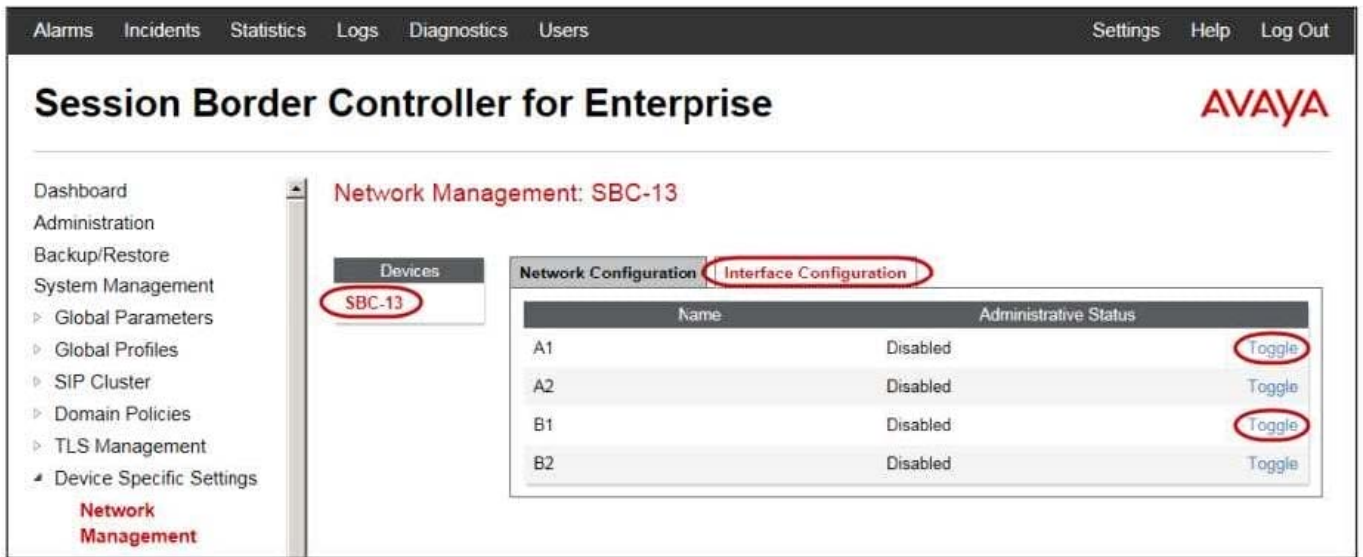 Alarms Incidents Statistics Logs Diagnostics Users Settings Help Log Out
Session Border Controller for Enterprise
AVAYA
Dashboard
Administration
Backup/Restore
System Management
Global Parameters
Global Profiles
SIP Cluster
Domain Policies
TLS Management
Device Specific Settings
Network
Management
Network Management: SBC-13
Devices
SBC-13
Network Configuration Interface Configuration
Name Administrative Status
A1 Disabled Toggle
A2 Disabled Toggle
B1 Disabled Toggle
B2 Disabled Toggle